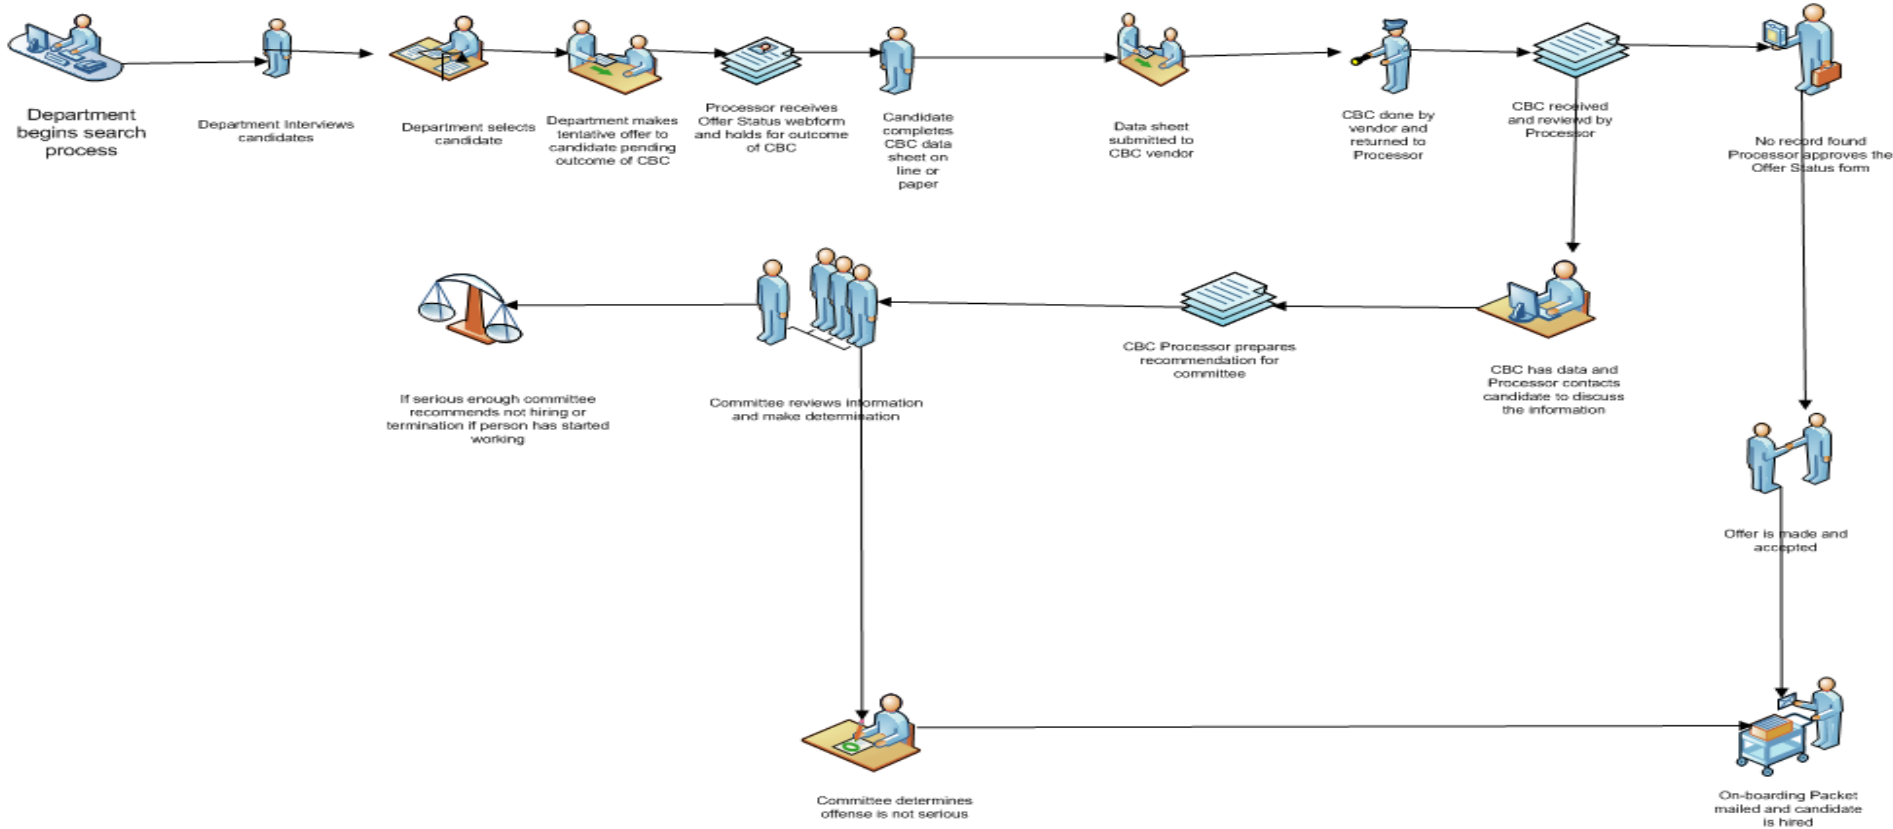 Department
begins search
process
Department Interviews
candidates
Department selects
candidate
Department makes
tentative offer to
candidate pending
outcome of CBC
Processor receives
Offer Status webform
and holds for outcome
of CBC
Candidate
completes
CBC data
sheet on
line or
paper
Data sheet
submitted to
CBC vendor
CBC done by
vendor and
returned to
Processor
CBC received
and reviewd by
Processor
No record found
Processor approves the
Offer Status form
If serious enough committee
recommends not hiring or
termination if person has started
working
Committee reviews information
and make determination
CBC Processor prepares
recommendation for
committee
CBC has data and
Processor contacts
candidate to discuss
the information
Offer is made and
accepted
Committee determines
offense is not serious
On-boarding Packet
mailed and candidate
is hired